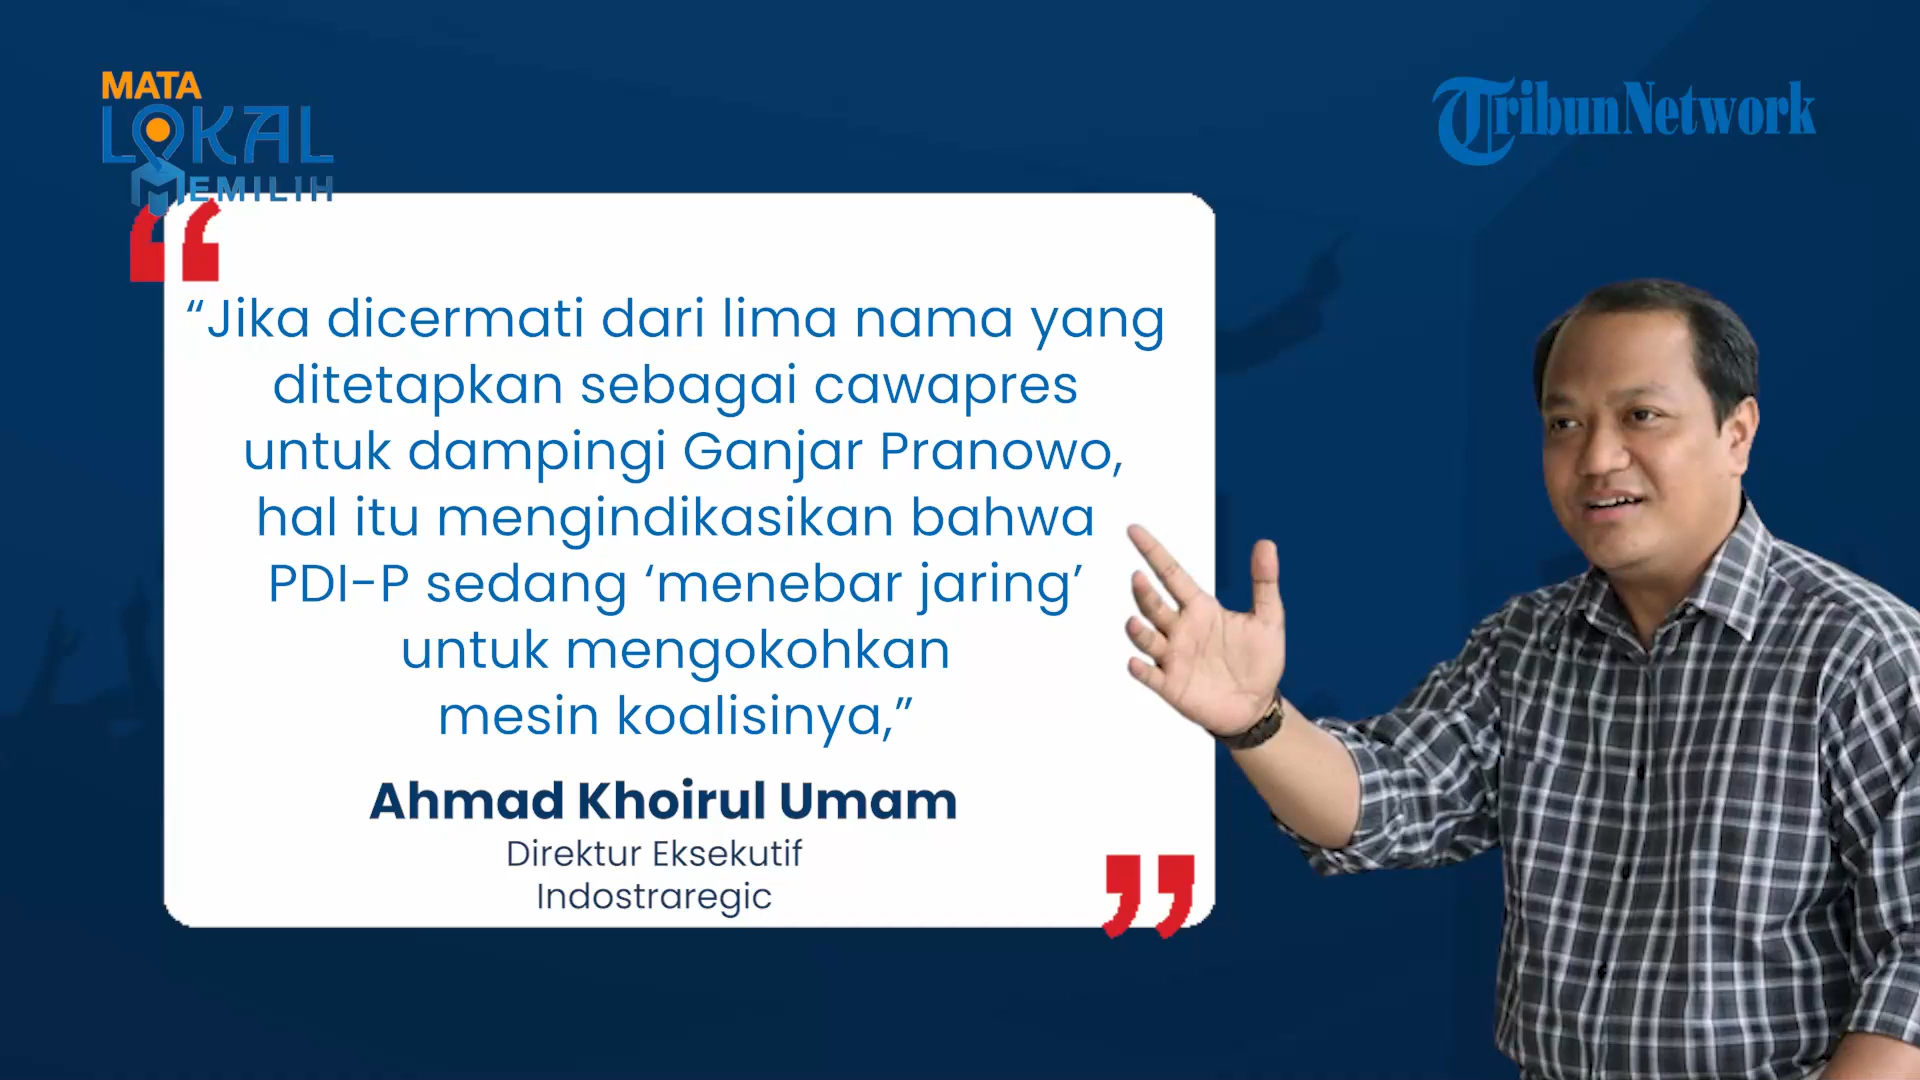 MATA
LOKAL
MEMILIH
TribunNetwork
“Jika dicermati dari lima nama yang
ditetapkan sebagai cawapres
untuk dampingi Ganjar Pranowo,
hal itu mengindikasikan bahwa
PDI-P sedang ‘menebar jaring’
untuk mengokohkan
mesin koalisinya,”
Ahmad Khoirul Umam
Direktur Eksekutif
Indostraregic